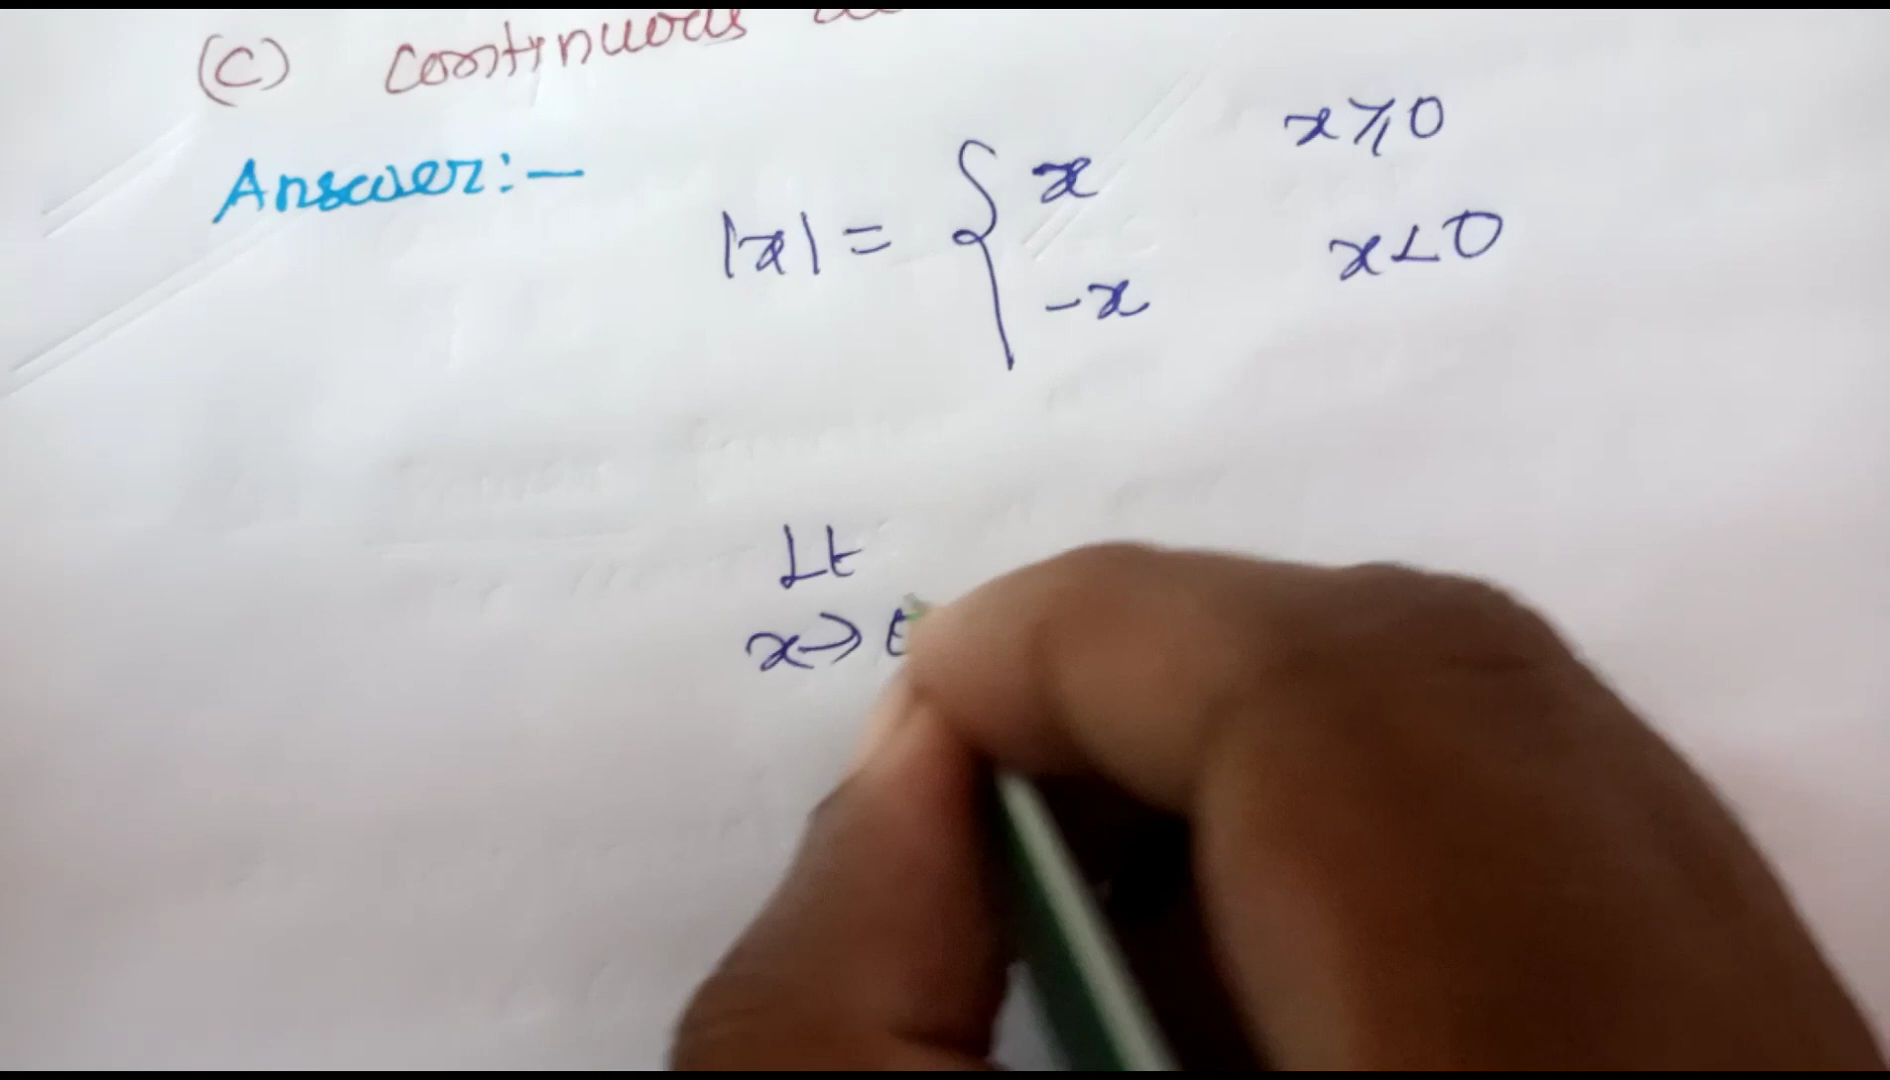 (c) continuous
Answer:-
|x| = { x x≥0
-x x<0
Lt
x→